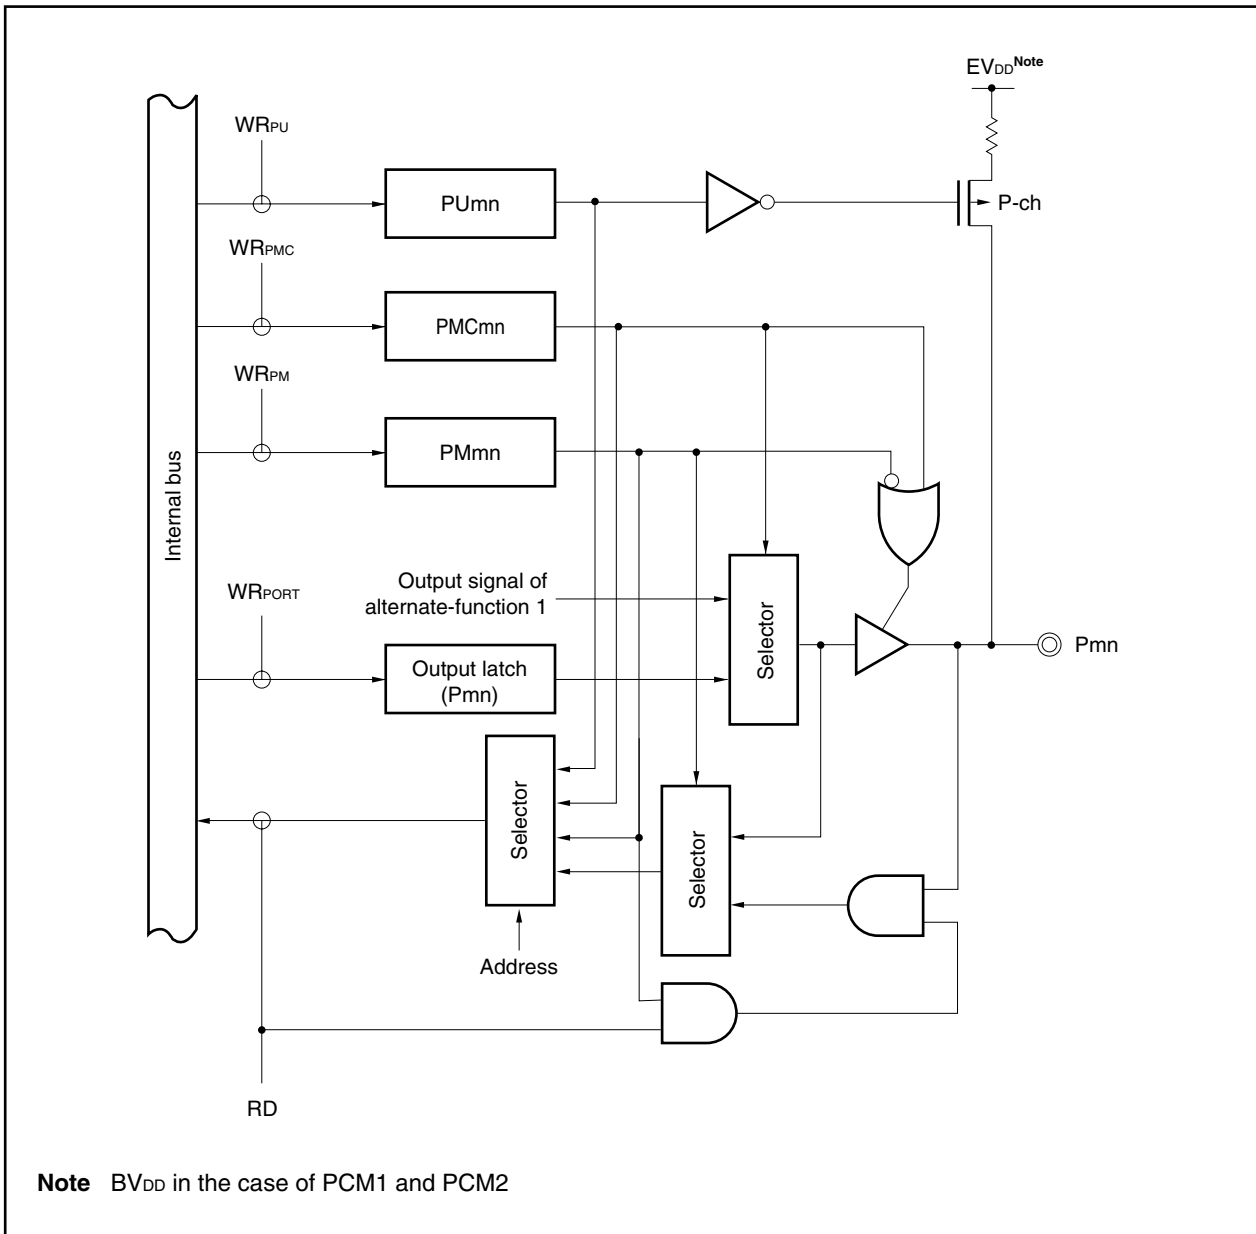 EVDDNote
WRPU
PUmn
P-ch
WRPMC
PMCmn
WRPM
PMmn
Internal bus
WRPORT
Output signal of
alternate-function 1
Selector
Output latch
(Pmn)
Pmn
Selector
Selector
Address
RD
Note BVDD in the case of PCM1 and PCM2